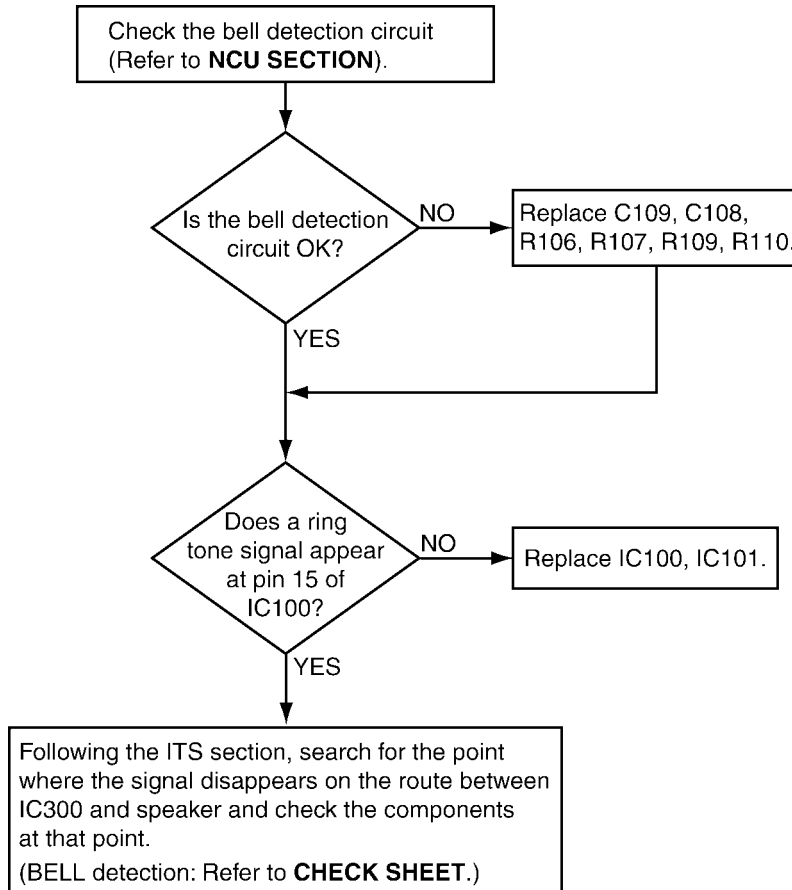 Check the bell detection circuit
(Refer to NCU SECTION).
Is the bell detection
circuit OK?
NO
Replace C109, C108,
R106, R107, R109, R110.
YES
Does a ring
tone signal appear
at pin 15 of
IC100?
NO
Replace IC100, IC101.
YES
Following the ITS section, search for the point
where the signal disappears on the route between
IC300 and speaker and check the components
at that point.
(BELL detection: Refer to CHECK SHEET.)